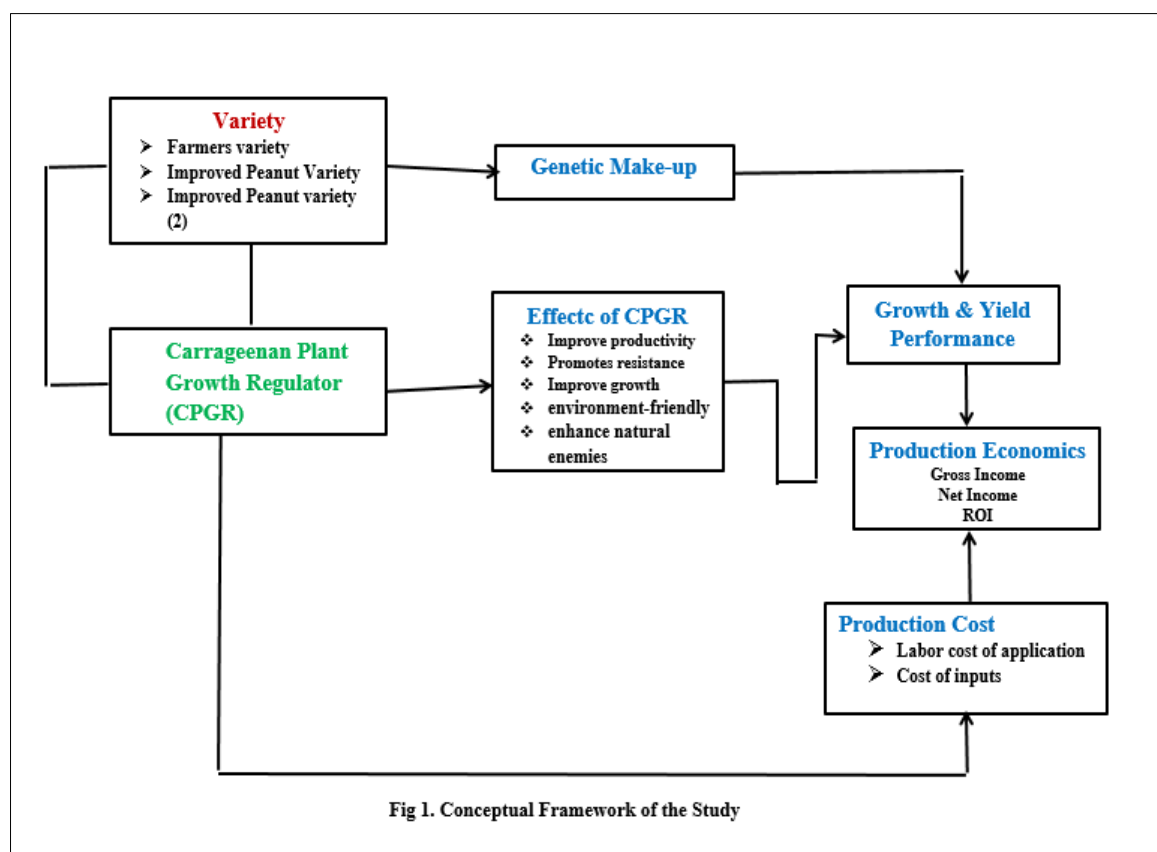 Variety
➢ Farmers variety
➢ Improved Peanut Variety
➢ Improved Peanut variety
(2)
Genetic Make-up
Carrageenan Plant
Growth Regulator
(CPGR)
Effectc of CPGR
❖ Improve productivity
❖ Promotes resistance
❖ Improve growth
❖ environment-friendly
❖ enhance natural
enemies
Growth & Yield
Performance
Production Economics
Gross Income
Net Income
ROI
Production Cost
➢ Labor cost of application
➢ Cost of inputs
Fig 1. Conceptual Framework of the Study